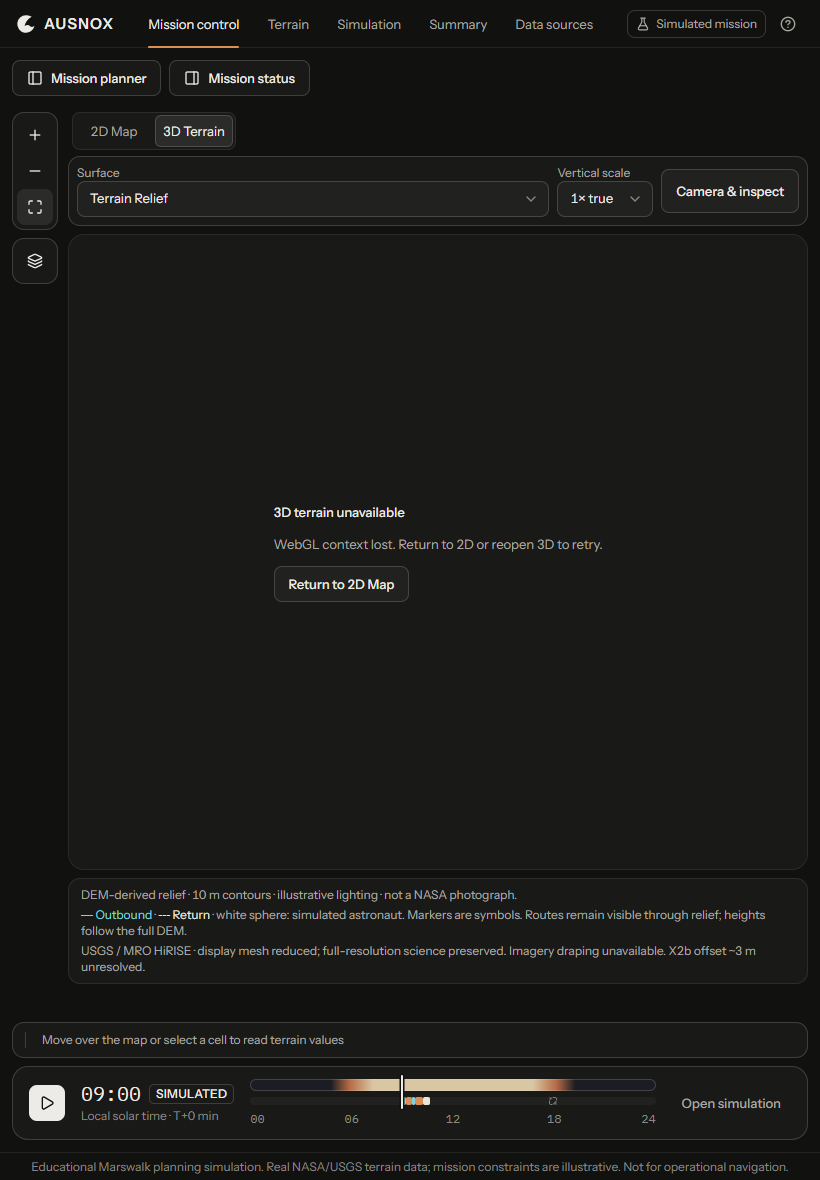 AUSNOX Mission control Terrain Simulation Summary Data sources Simulated mission
Mission planner Mission status
2D Map 3D Terrain
Surface Vertical scale
Terrain Relief 1× true Camera & inspect
3D terrain unavailable
WebGL context lost. Return to 2D or reopen 3D to retry.
Return to 2D Map
DEM-derived relief · 10 m contours · illustrative lighting · not a NASA photograph.
— Outbound · --- Return · white sphere: simulated astronaut. Markers are symbols. Routes remain visible through relief; heights
follow the full DEM.
USGS / MRO HiRISE · display mesh reduced; full-resolution science preserved. Imagery draping unavailable. X2b offset ~3 m
unresolved.
Move over the map or select a cell to read terrain values
09:00 SIMULATED
Local solar time · T+0 min
00 06 12 18 24
Open simulation
Educational Marswalk planning simulation. Real NASA/USGS terrain data; mission constraints are illustrative. Not for operational navigation.